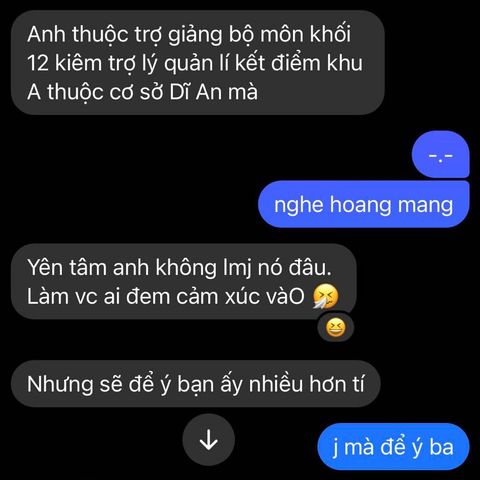 Anh thuộc trợ giảng bộ môn khối
12 kiêm trợ lý quản lí kết điểm khu
A thuộc cơ sở Dĩ An mà
-.-
nghe hoang mang
Yên tâm anh không lmj nó đâu.
Làm vc ai đem cảm xúc vàO 🤧
Nhưng sẽ để ý bạn ấy nhiều hơn tí
j mà để ý ba